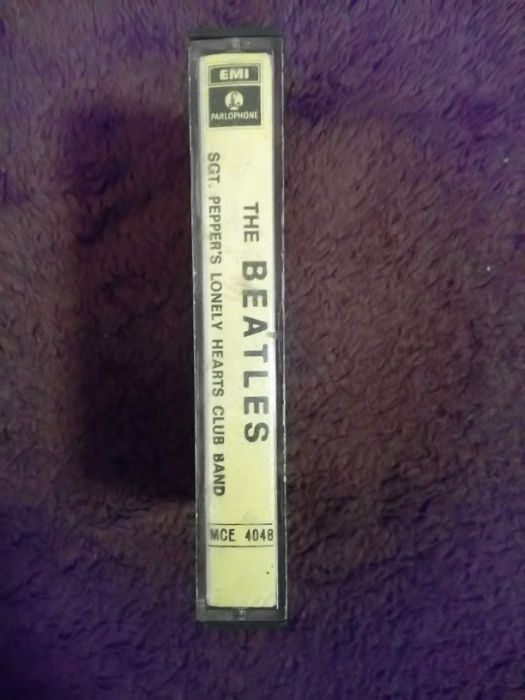 EMI
PARLOPHONE
THE BEATLES
SGT. PEPPER'S LONELY HEARTS CLUB BAND
MCE 4048